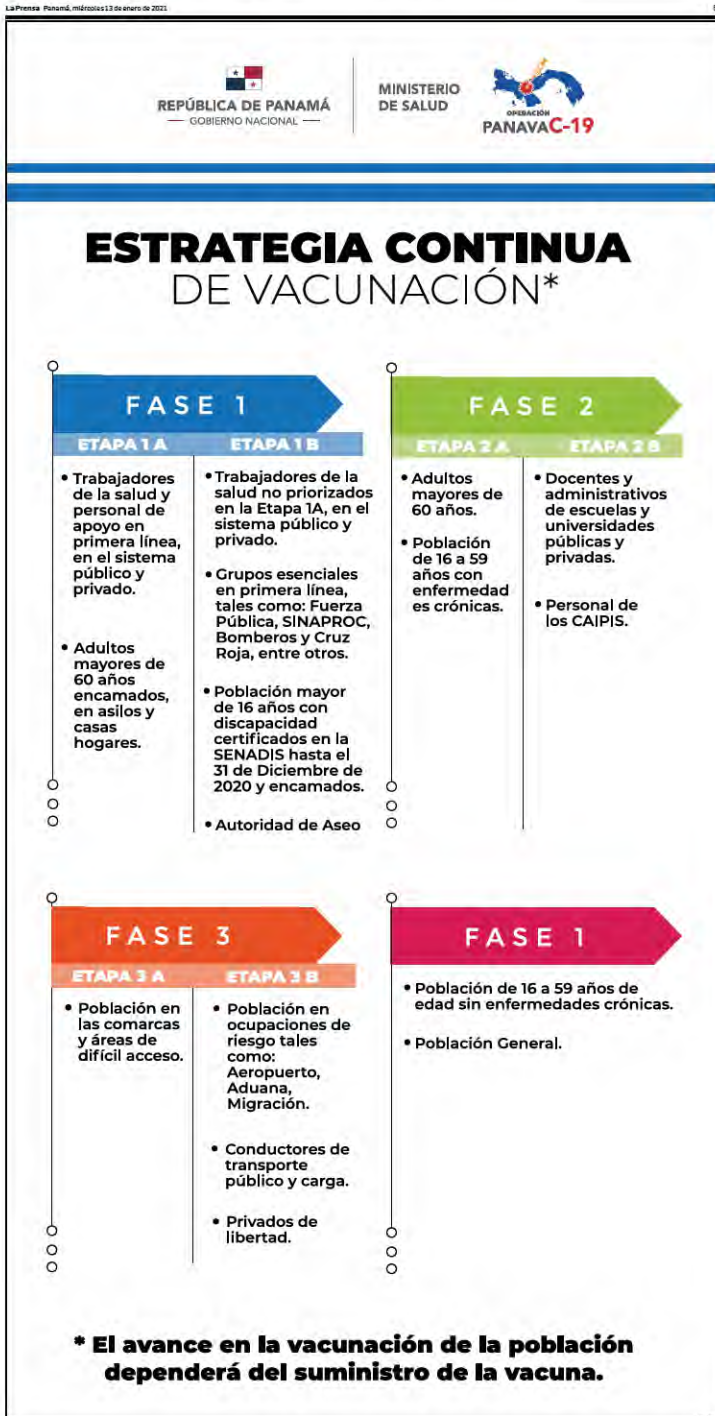 La Prensa Panamá, miércoles 13 de enero de 2021
REPÚBLICA DE PANAMÁ
— GOBIERNO NACIONAL —
MINISTERIO
DE SALUD
OPERACIÓN
PANAVAC-19
ESTRATEGIA CONTINUA
DE VACUNACIÓN*
FASE 1
ETAPA 1 A
• Trabajadores
de la salud y
personal de
apoyo en
primera línea,
en el sistema
público y
privado.
• Adultos
mayores de
60 años
encamados,
en asilos y
casas
hogares.
ETAPA 1 B
• Trabajadores de la
salud no priorizados
en la Etapa 1A, en el
sistema público y
privado.
• Grupos esenciales
en primera línea,
tales como: Fuerza
Pública, SINAPROC,
Bomberos y Cruz
Roja, entre otros.
• Población mayor
de 16 años con
discapacidad
certificados en la
SENADIS hasta el
31 de Diciembre de
2020 y encamados.
• Autoridad de Aseo
FASE 2
ETAPA 2 A
• Adultos
mayores de
60 años.
• Población
de 16 a 59
años con
enfermedad
es crónicas.
ETAPA 2 B
• Docentes y
administrativos
de escuelas y
universidades
públicas y
privadas.
• Personal de
los CAIPIS.
FASE 3
ETAPA 3 A
• Población en
las comarcas
y áreas de
difícil acceso.
ETAPA 3 B
• Población en
ocupaciones de
riesgo tales
como:
Aeropuerto,
Aduana,
Migración.
• Conductores de
transporte
público y carga.
• Privados de
libertad.
FASE 1
• Población de 16 a 59 años de
edad sin enfermedades crónicas.
• Población General.
* El avance en la vacunación de la población
dependerá del suministro de la vacuna.